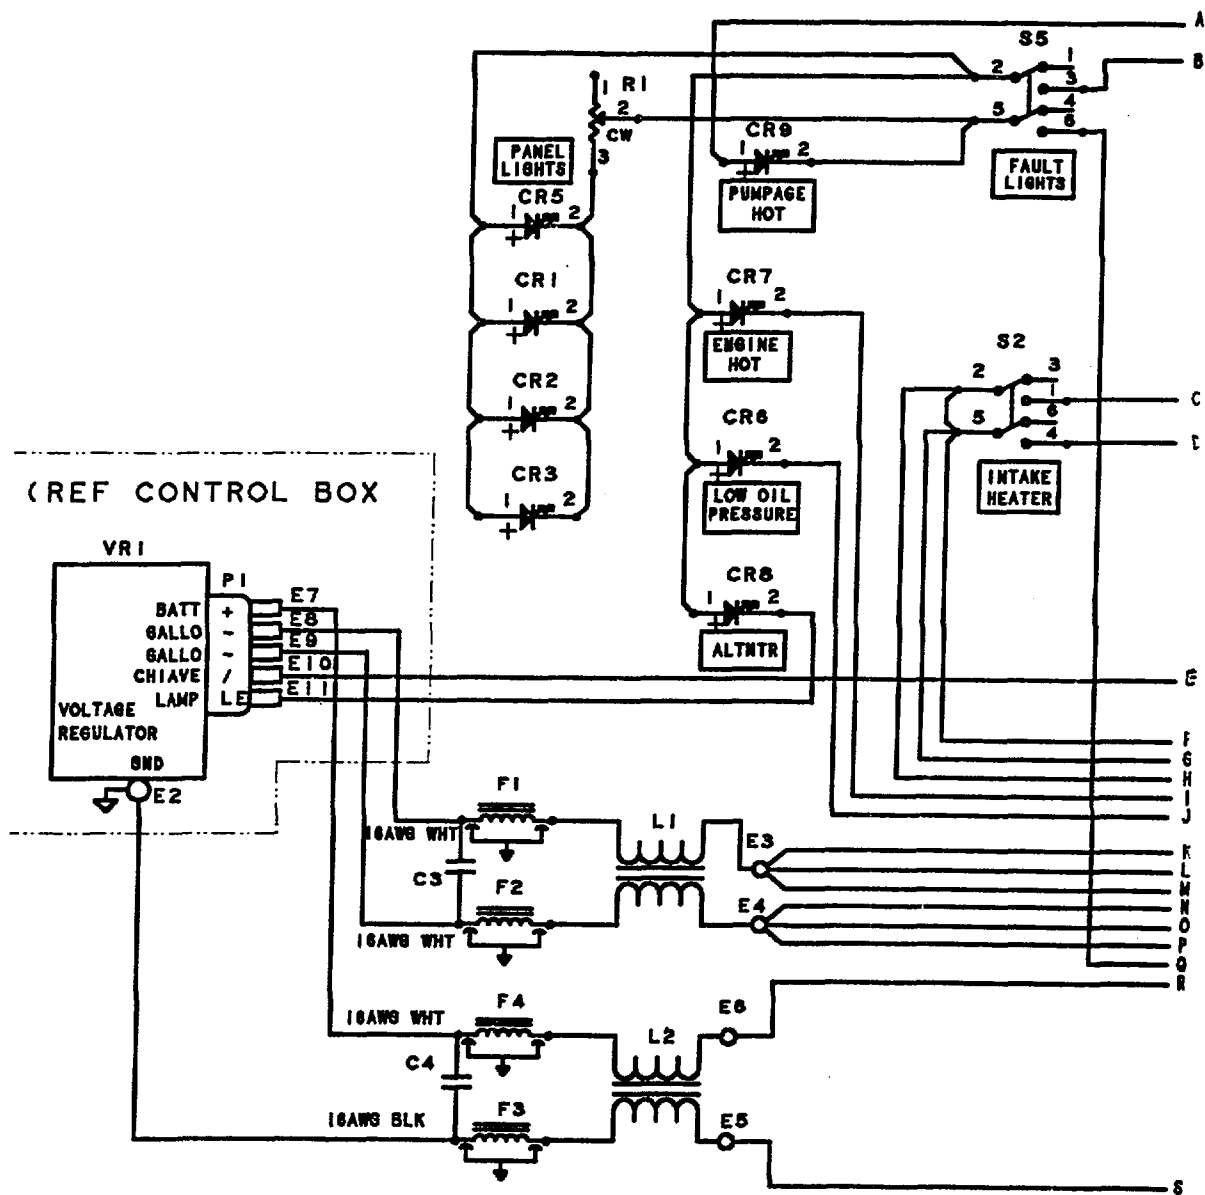 A
S5
1
B
2
3
1
R1
4
2
5
CW
6
CR9
1
2
+
3
PANEL
LIGHTS
FAULT
LIGHTS
CR5
PUMPAGE
HOT
1
2
+
CR7
CR1
1
2
1
2
+
+
ENGINE
HOT
S2
2
3
CR2
1
C
1
2
CR6
5
6
+
4
1
2
+
CR3
INTAKE
HEATER
(REF CONTROL BOX
LOW OIL
PRESSURE
1
2
+
VR1
CR8
P1
E7
1
2
BATT
+
+
E8
GALLO
~
E9
GALLO
~
ALTNTR
E10
CHIAVE
/
E
E11
LAMP
LE
VOLTAGE
REGULATOR
F
GND
G
E2
F1
H
I
J
L1
16AWG WHT
E3
K
C3
L
F2
M
E4
N
16AWG WHT
O
P
Q
F4
R
16AWG WHT
E6
L2
C4
F3
16AWG BLK
E5
S